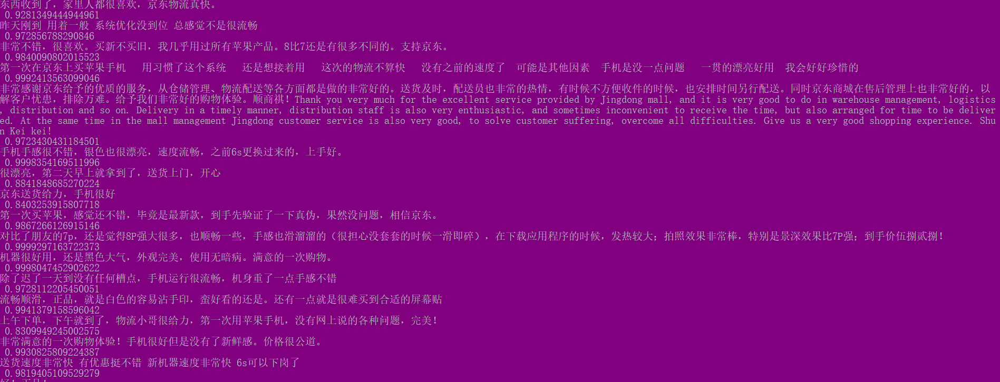 东西收到了，家里人都很喜欢，京东物流真快。
0.9281349444944961
昨天刚到 用着一般 系统优化没到位 总感觉不是很流畅
0.972856788290846
非常不错，很喜欢。买新不买旧，我几乎用过所有苹果产品。8比7还是有很多不同的。支持京东。
0.9840090802015523
第一次在京东上买苹果手机   用习惯了这个系统   还是想接着用   这次的物流不算快   没有之前的速度了  可能是其他因素  手机是没一点问题   一贯的漂亮好用  我会好好珍惜的
0.9992413563099046
非常感谢京东给予的优质的服务，从仓储管理、物流配送等各方面都是做的非常好的。送货及时，配送员也非常的热情，有时候不方便收件的时候，也安排时间另行配送。同时京东商城在售后管理上也非常好的，以
解客户忧患，排除万难。给予我们非常好的购物体验。顺商祺！Thank you very much for the excellent service provided by Jingdong mall, and it is very good to do in warehouse management, logistics
, distribution and so on. Delivery in a timely manner, distribution staff is also very enthusiastic, and sometimes inconvenient to receive the time, but also arranged for time to be deliver
ed. At the same time in the mall management Jingdong customer service is also very good, to solve customer suffering, overcome all difficulties. Give us a very good shopping experience. Shu
n Kei kei!
0.9723430431184501
手机手感很不错，银色也很漂亮，速度流畅，之前6s更换过来的，上手好。
0.9998354169511996
很漂亮，第二天早上就拿到了，送货上门，开心
0.8841848685270224
京东送货给力，手机很好
0.8403253915807718
第一次买苹果，感觉还不错，毕竟是最新款，到手先验证了一下真伪，果然没问题，相信京东。
0.9867266126915146
对比了朋友的7p，还是觉得8P强大很多，也顺畅一些，手感也滑溜溜的（很担心没套套的时候一滑即碎），在下载应用程序的时候，发热较大；拍照效果非常棒，特别是景深效果比7P强；到手价伍捌贰捌！
0.9999297163722373
机器很好用，还是黑色大气，外观完美，使用无暗病。满意的一次购物。
0.9998047452902622
除了迟了一天到没有任何槽点，手机运行很流畅，机身重了一点手感不错
0.9728112205450051
流畅顺滑，正品，就是白色的容易沾手印，蛮好看的还是。还有一点就是很难买到合适的屏幕贴
0.9941379158596042
上午下单，下午就到了，物流小哥很给力，第一次用苹果手机，没有网上说的各种问题，完美！
0.8309949245002575
非常满意的一次购物体验！手机很好但是没有了新鲜感。价格很公道。
0.99308258092​24387
送货速度非常快 有优惠挺不错 新机器速度非常快 6s可以下岗了
0.9819405109529279